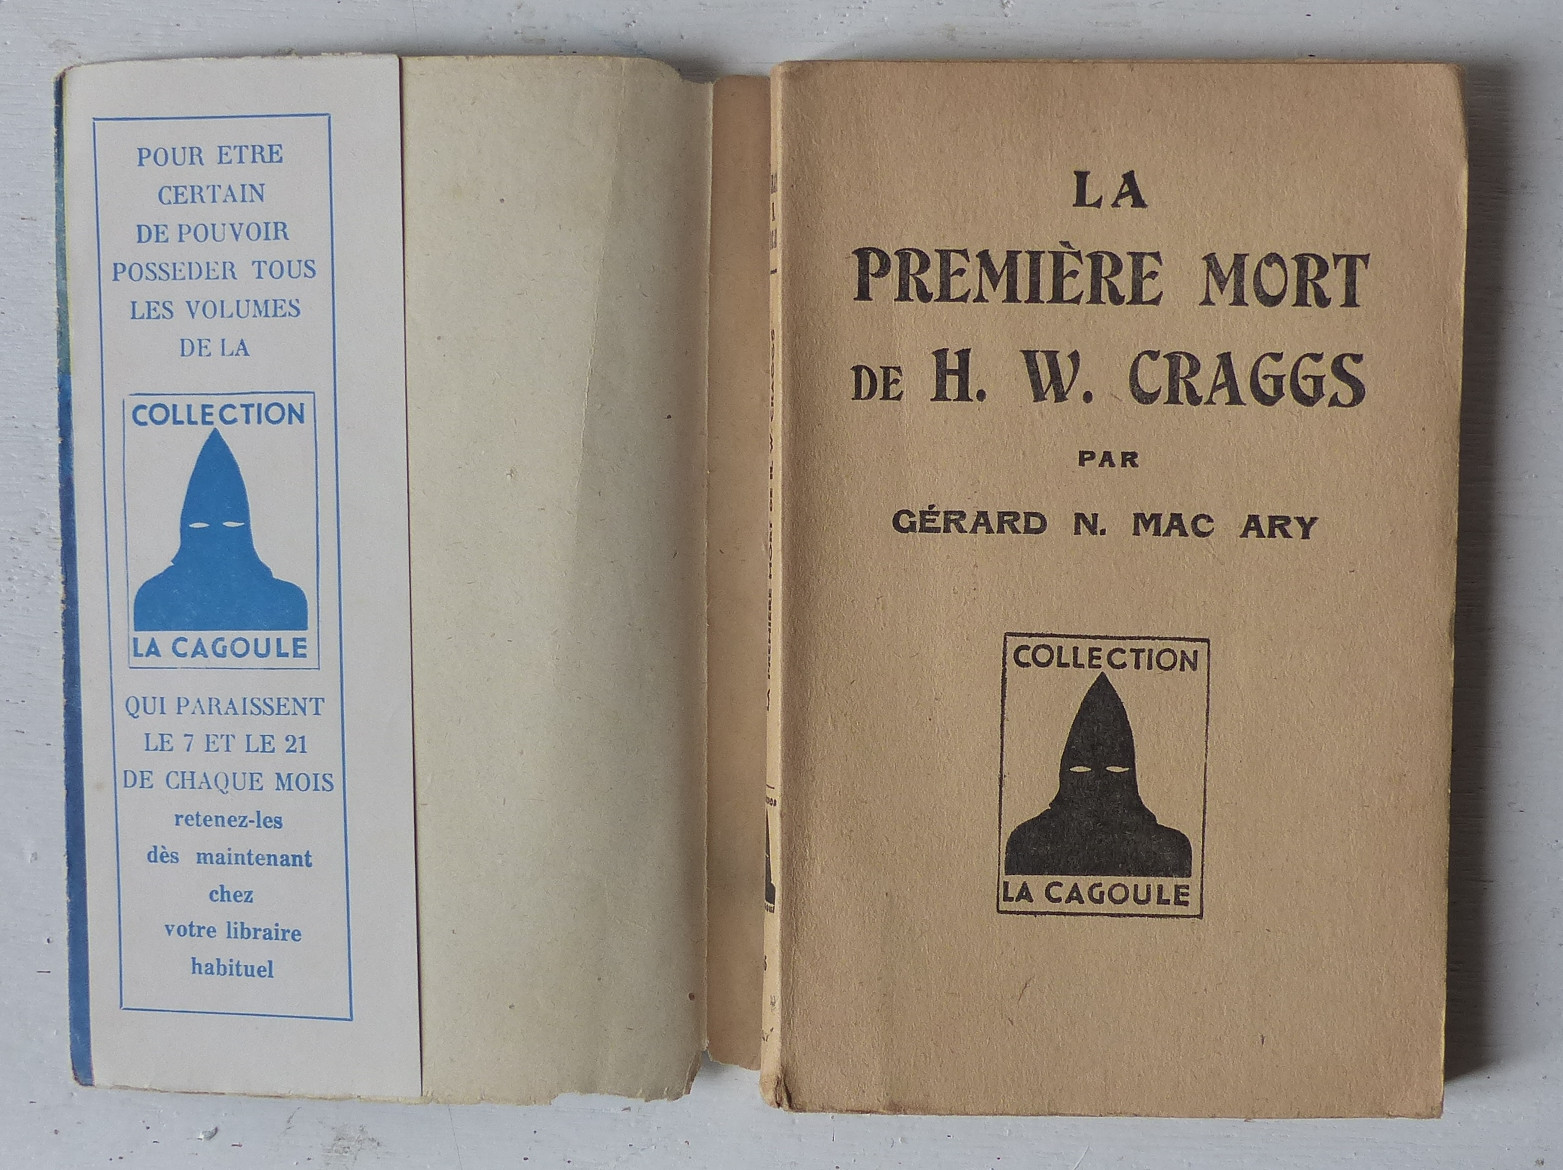 POUR ETRE
CERTAIN
DE POUVOIR
POSSEDER TOUS
LES VOLUMES
DE LA
COLLECTION
LA CAGOULE
QUI PARAISSENT
LE 7 ET LE 21
DE CHAQUE MOIS
retenez-les
dès maintenant
chez
votre libraire
habituel
LA
PREMIÈRE MORT
DE H. W. CRAGGS
PAR
GÉRARD N. MAC ARY
COLLECTION
LA CAGOULE